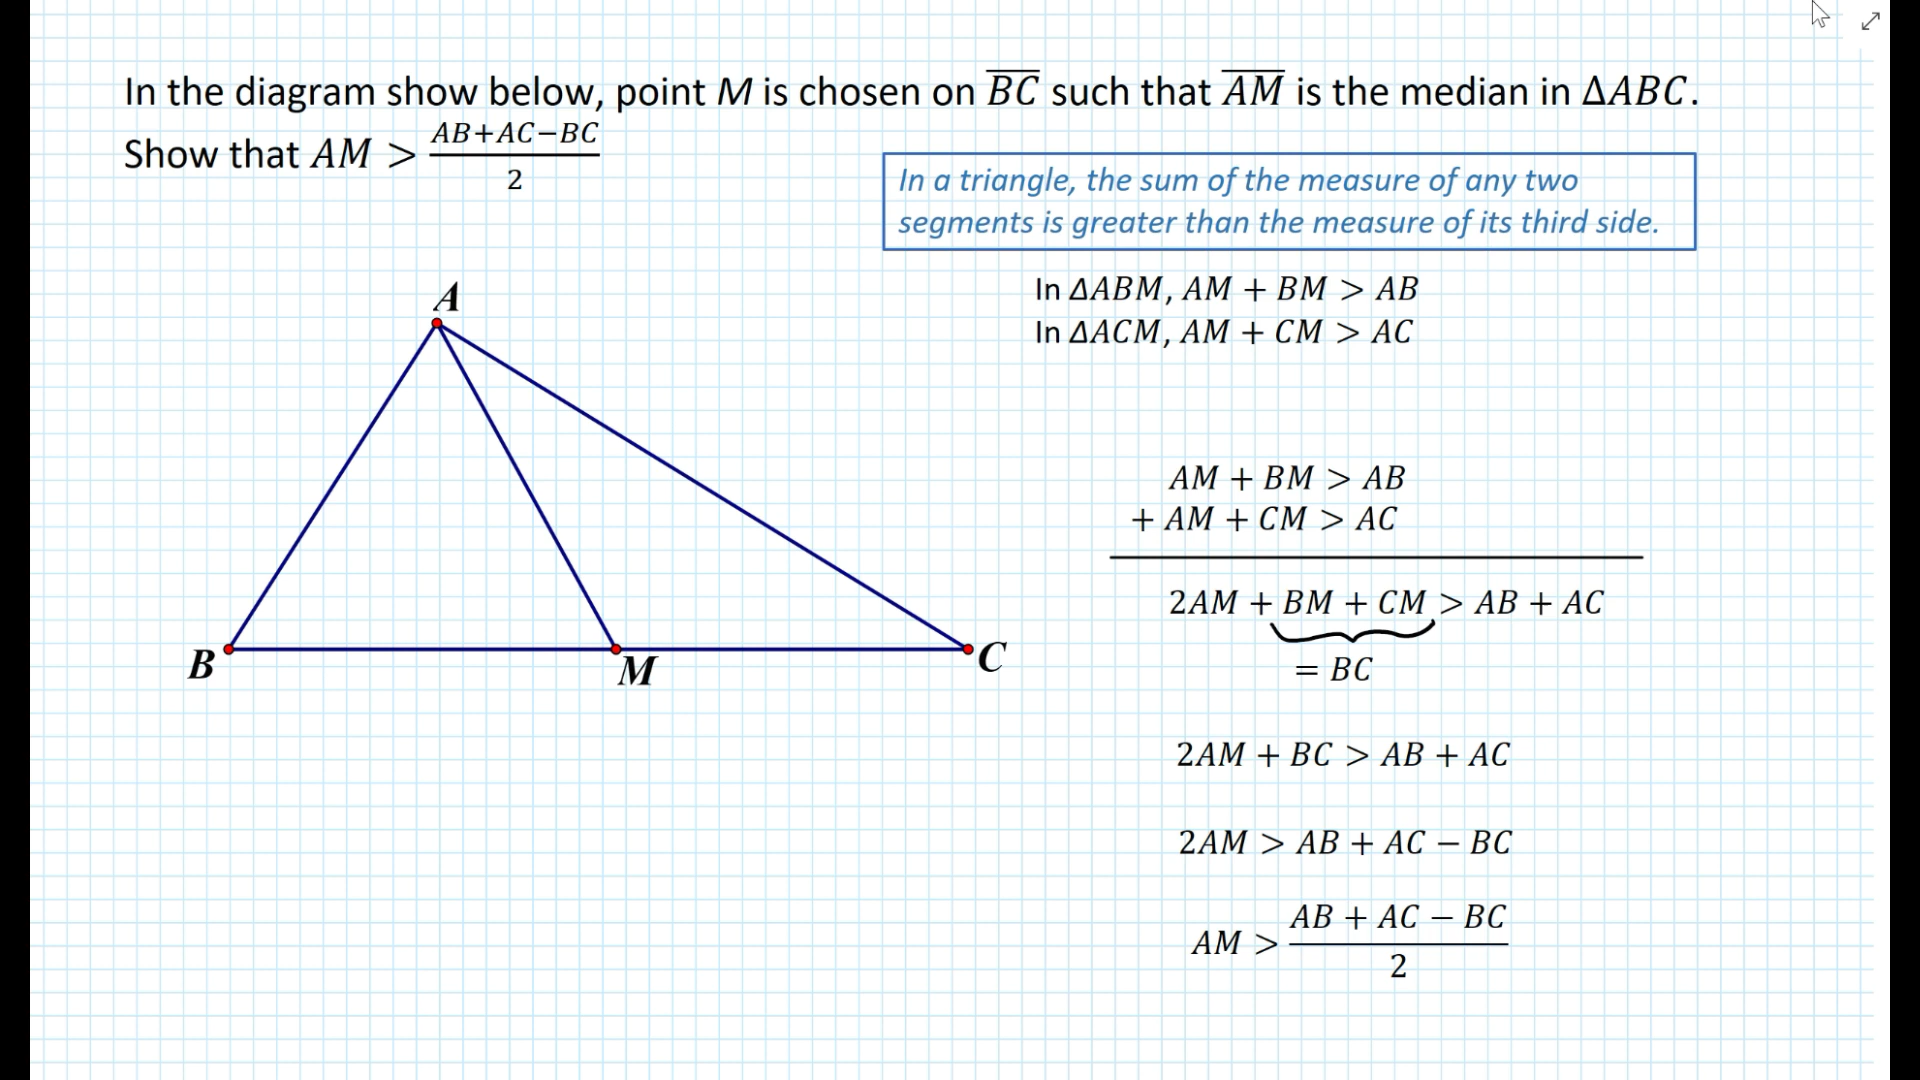 In the diagram show below, point M is chosen on \overline{BC} such that \overline{AM} is the median in ΔABC.
Show that AM > \frac{AB+AC−BC}{2}
In a triangle, the sum of the measure of any two
segments is greater than the measure of its third side.
In ΔABM, AM + BM > AB
In ΔACM, AM + CM > AC
A
B
M
C
AM + BM > AB
+ AM + CM > AC
2AM + BM + CM > AB + AC
= BC
2AM + BC > AB + AC
2AM > AB + AC − BC
AM > \frac{AB + AC − BC}{2}